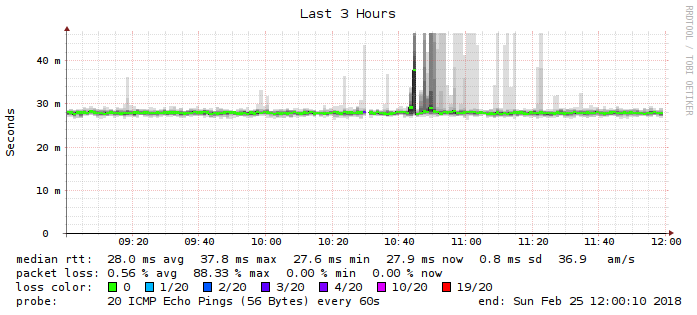 Last 3 Hours
RRDTOOL / TOBI OETIKER
Seconds
40 m
30 m
20 m
10 m
0
09:20 09:40 10:00 10:20 10:40 11:00 11:20 11:40 12:00
median rtt: 28.0 ms avg 37.8 ms max 27.6 ms min 27.9 ms now 0.8 ms sd 36.9 am/s
packet loss: 0.56 % avg 88.33 % max 0.00 % min 0.00 % now
loss color: 0 1/20 2/20 3/20 4/20 10/20 19/20
probe: 20 ICMP Echo Pings (56 Bytes) every 60s end: Sun Feb 25 12:00:10 2018